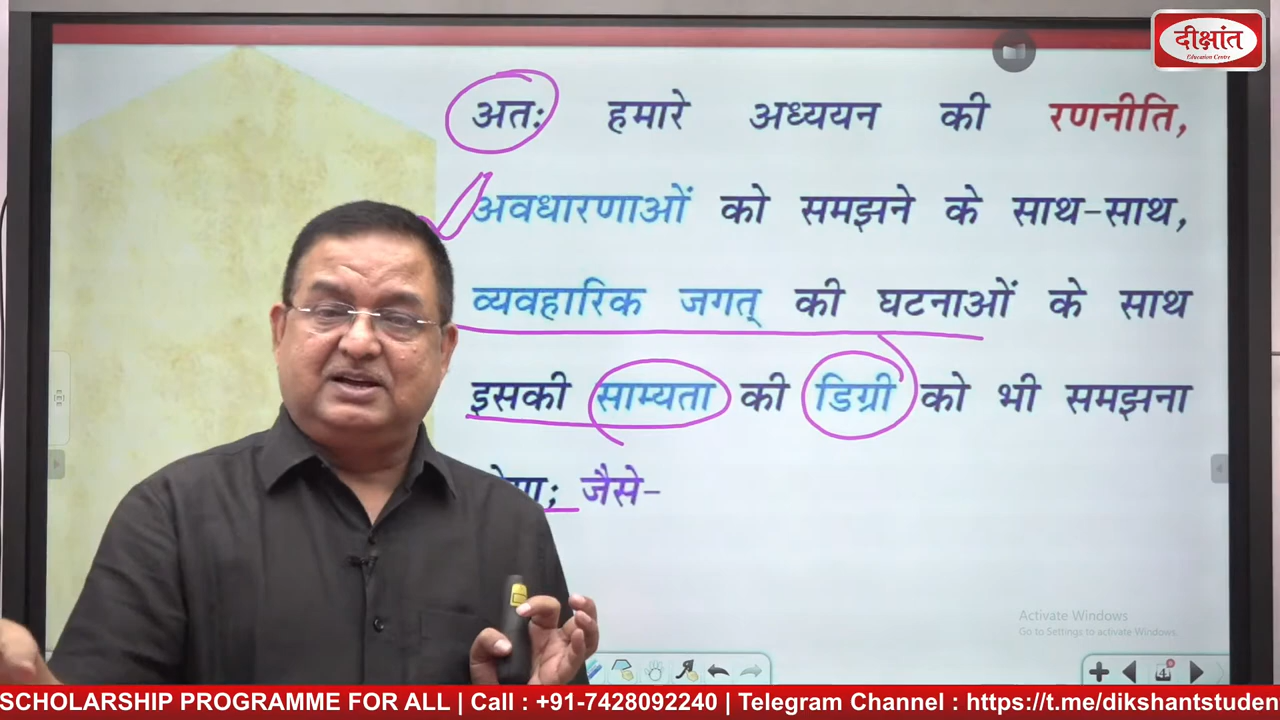 दीक्षांत
Education Centre
अतः हमारे अध्ययन की रणनीति,
अवधारणाओं को समझने के साथ-साथ,
व्यवहारिक जगत् की घटनाओं के साथ
इसकी साम्यता की डिग्री को भी समझना
जैसे-
Activate Windows
Go to Settings to activate Windows.
SCHOLARSHIP PROGRAMME FOR ALL | Call : +91-7428092240 | Telegram Channel : https://t.me/dikshantstuden